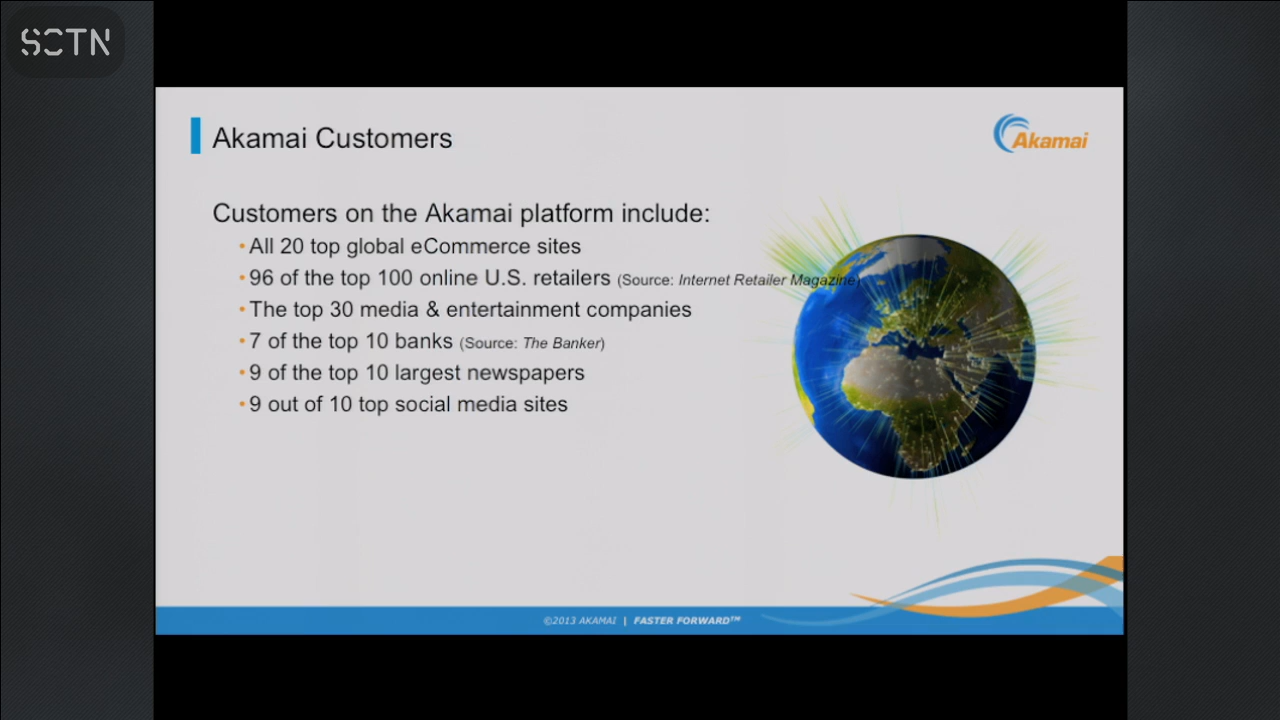 SCTN
Akamai Customers
Akamai
Customers on the Akamai platform include:
• All 20 top global eCommerce sites
• 96 of the top 100 online U.S. retailers (Source: Internet Retailer Magazine)
• The top 30 media & entertainment companies
• 7 of the top 10 banks (Source: The Banker)
• 9 of the top 10 largest newspapers
• 9 out of 10 top social media sites
©2013 AKAMAI | FASTER FORWARD™